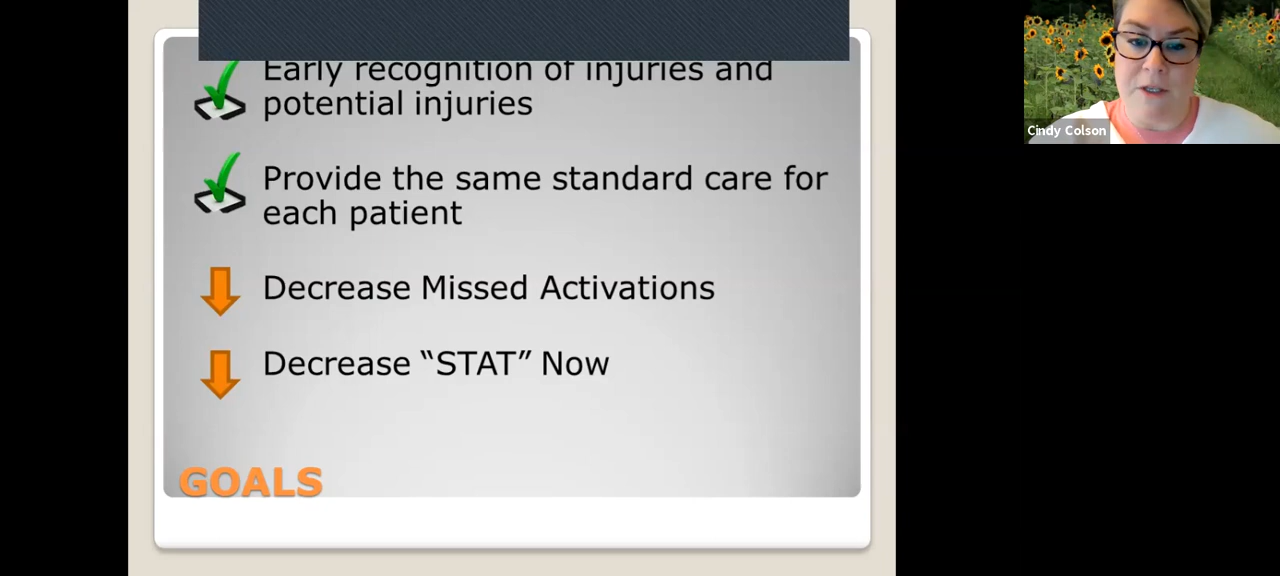 Early recognition of injuries and
potential injuries
Provide the same standard care for
each patient
Decrease Missed Activations
Decrease “STAT” Now
GOALS
Cindy Colson